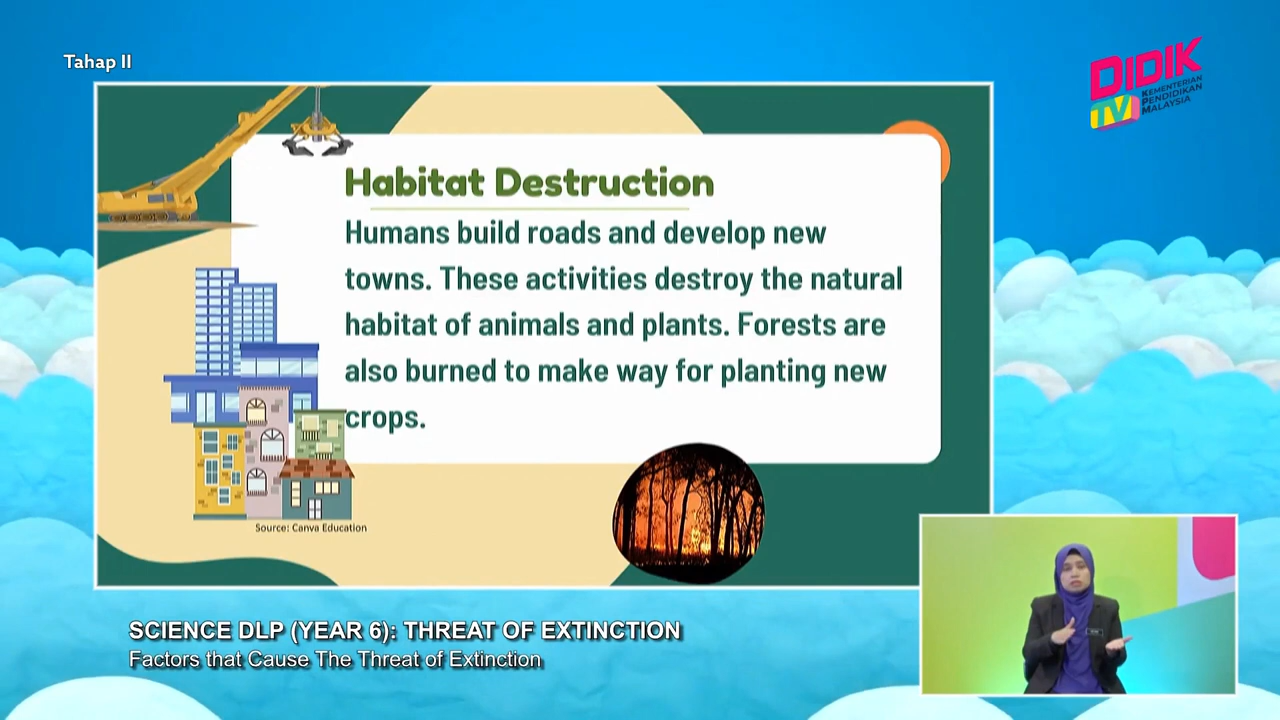 Tahap II
DIDIK
TV
KEMENTERIAN
PENDIDIKAN
MALAYSIA
Habitat Destruction
Humans build roads and develop new
towns. These activities destroy the natural
habitat of animals and plants. Forests are
also burned to make way for planting new
crops.
Source: Canva Education
SCIENCE DLP (YEAR 6): THREAT OF EXTINCTION
Factors that Cause The Threat of Extinction